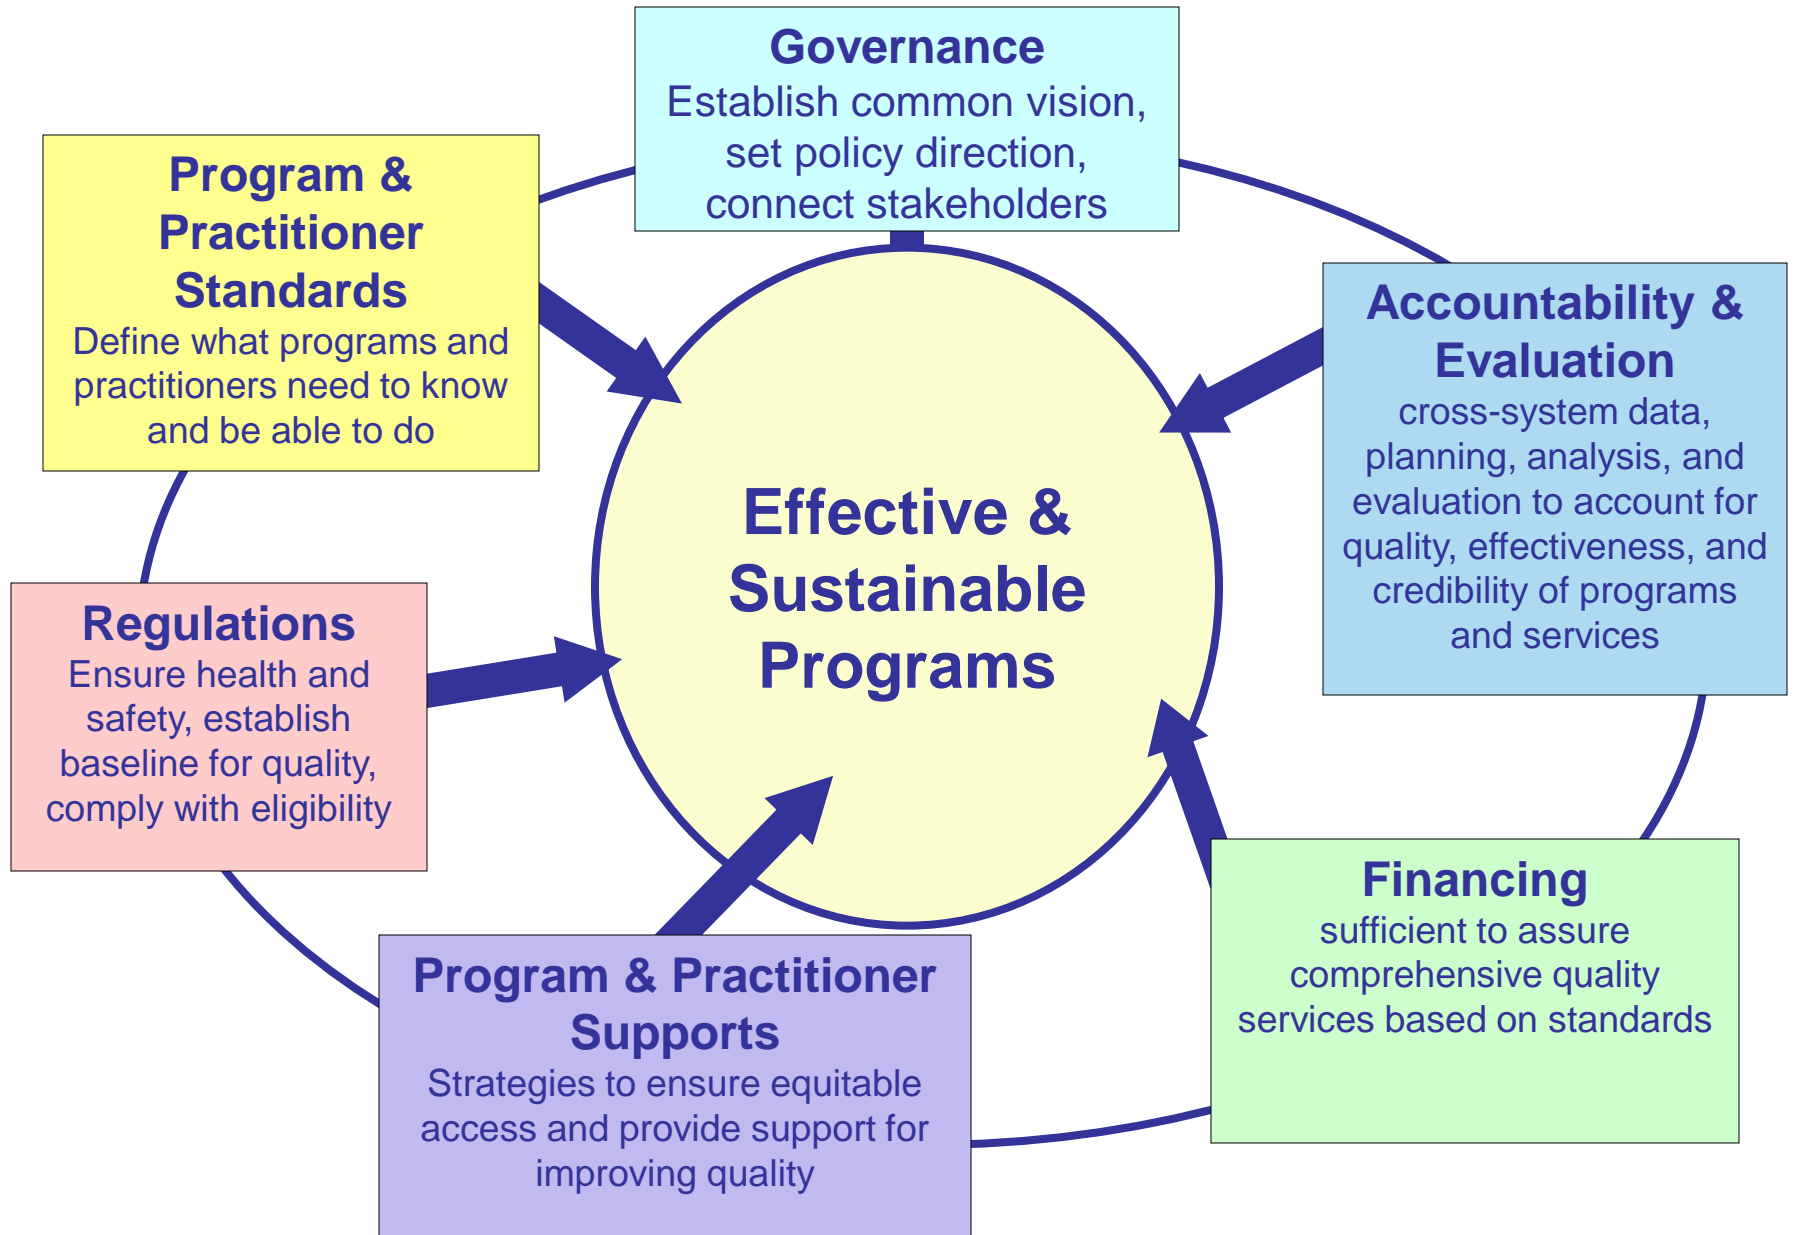 Governance
Establish common vision,
set policy direction,
connect stakeholders
Program &
Practitioner
Standards
Define what programs and
practitioners need to know
and be able to do
Accountability &
Evaluation
cross-system data,
planning, analysis, and
evaluation to account for
quality, effectiveness, and
credibility of programs
and services
Effective &
Sustainable
Programs
Regulations
Ensure health and
safety, establish
baseline for quality,
comply with eligibility
Financing
sufficient to assure
comprehensive quality
services based on standards
Program & Practitioner
Supports
Strategies to ensure equitable
access and provide support for
improving quality